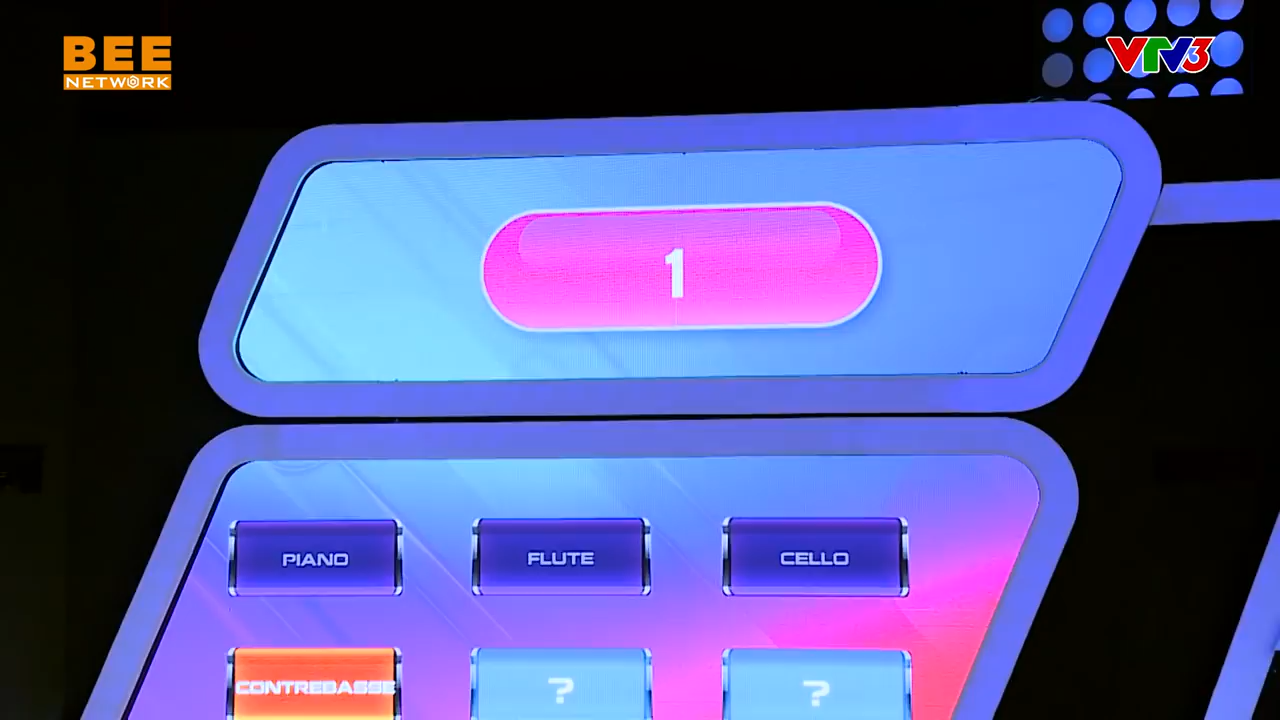 BEE
NETWORK
VTV3
1
PIANO
FLUTE
CELLO
CONTREBASSE
?
?